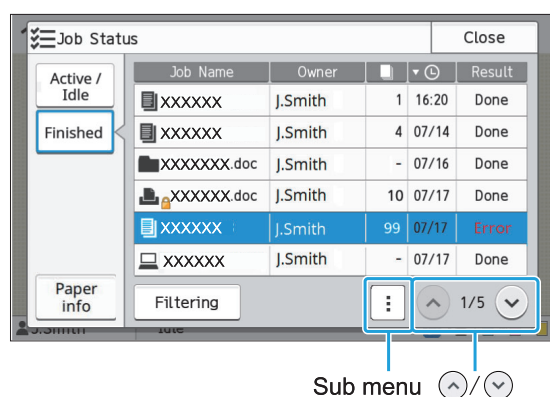 Job Status
Close
Active /
Idle
Finished
Paper
info
Job Name Owner Result
XXXXXX J.Smith 1 16:20 Done
XXXXXX J.Smith 4 07/14 Done
XXXXXXX.doc J.Smith - 07/16 Done
XXXXXXX.doc J.Smith 10 07/17 Done
XXXXXX J.Smith 99 07/17 Error
XXXXXX J.Smith - 07/17 Done
Filtering
1/5
J.Smith Idle
Sub menu /